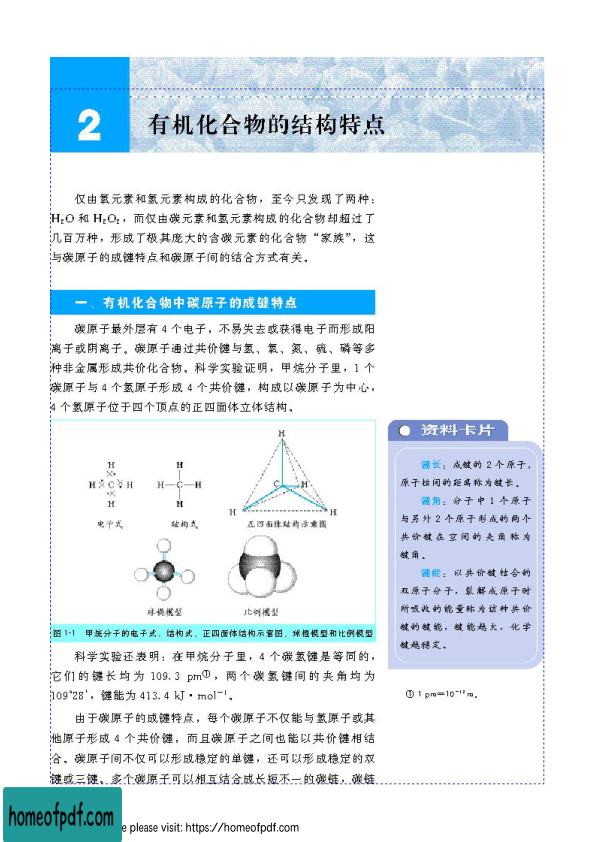 2
有机化合物的结构特点
仅由氧元素和氢元素构成的化合物，至今只发现了两种：
H₂O 和 H₂O₂，而仅由碳元素和氢元素构成的化合物却超过了
几百万种，形成了极其庞大的含碳元素的化合物“家族”，这
与碳原子的成键特点和碳原子间的结合方式有关。
一、有机化合物中碳原子的成键特点
碳原子最外层有 4 个电子，不易失去或获得电子而形成阳
离子或阴离子。碳原子通过共价键与氢、氧、氮、硫、磷等多
种非金属形成共价化合物。科学实验证明，甲烷分子里，1 个
碳原子与 4 个氢原子形成 4 个共价键，构成以碳原子为中心，
4 个氢原子位于四个顶点的正四面体立体结构。
H
H C H
H
电子式
H
H—C—H
H
结构式
H
C H
H H
正四面体结构示意图
球棍模型
比例模型
图 1-1 甲烷分子的电子式、结构式、正四面体结构示意图、球棍模型和比例模型
资料卡片
键长：成键的 2 个原子，
原子核间的距离称为键长。
键角：分子中 1 个原子
与另外 2 个原子形成的两个
共价键在空间的夹角称为
键角。
键能：以共价键结合的
双原子分子，裂解成原子时
所吸收的能量称为该种共价
键的键能，键能越大，化学
键越稳定。
科学实验还表明：在甲烷分子里，4 个碳氢键是等同的，
它们的键长均为 109.3 pm①，两个碳氢键间的夹角均为
109°28′，键能为 413.4 kJ·mol⁻¹。
① 1 pm＝10⁻¹² m。
由于碳原子的成键特点，每个碳原子不仅能与氢原子或其
他原子形成 4 个共价键，而且碳原子之间也能以共价键相结
合。碳原子间不仅可以形成稳定的单键，还可以形成稳定的双
键或三键。多个碳原子可以相互结合成长短不一的碳链，碳链
homeofpdf.com
e please visit: https://homeofpdf.com